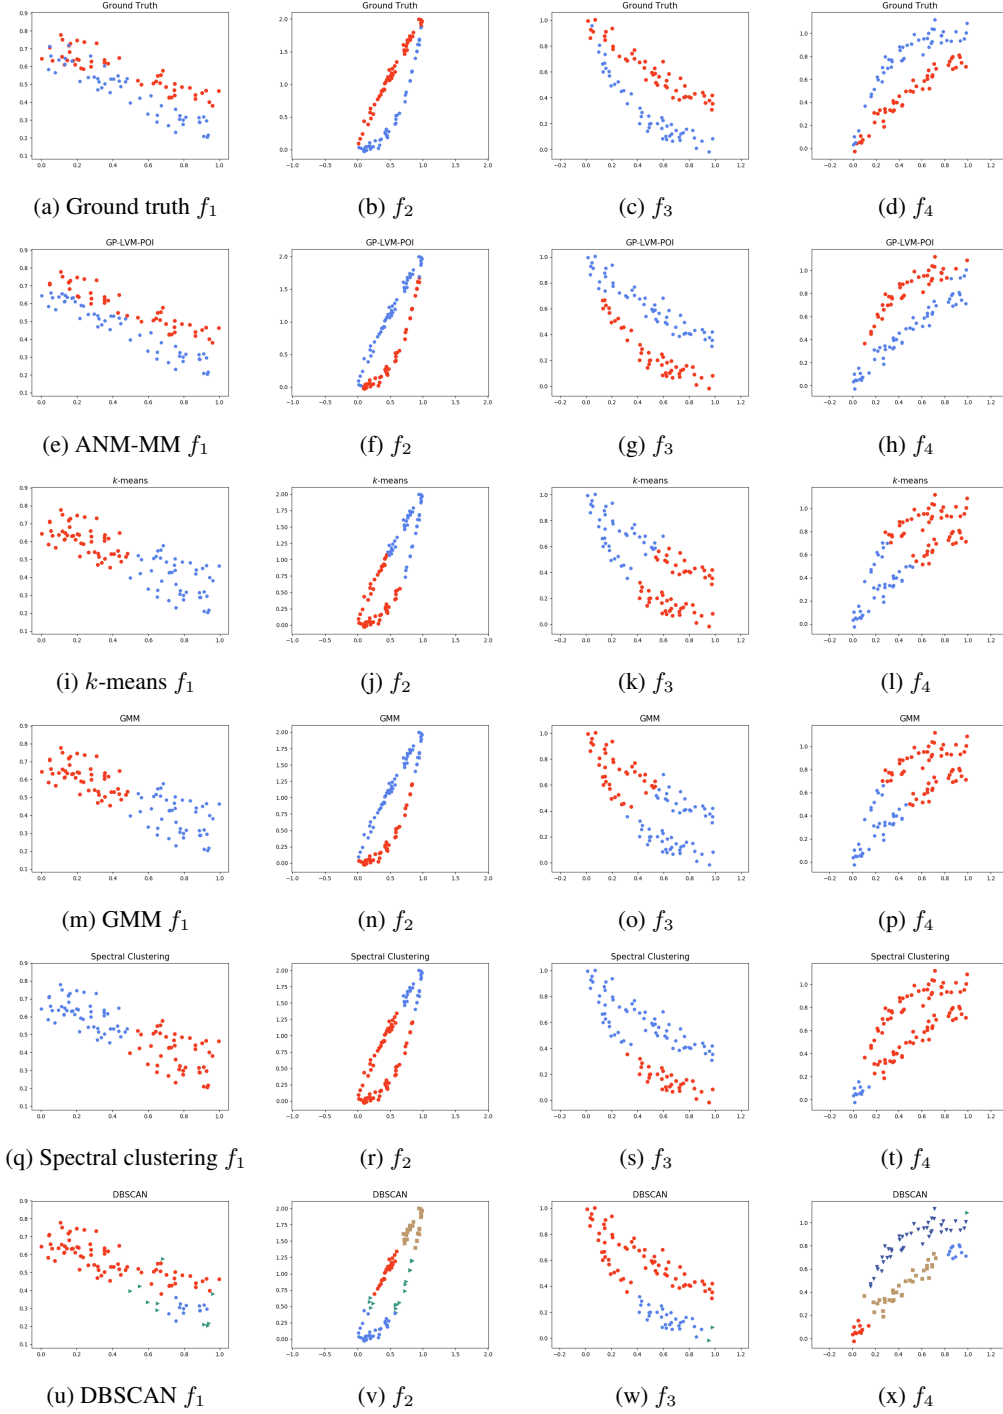 Ground Truth Ground Truth Ground Truth Ground Truth
(a) Ground truth f1 (b) f2 (c) f3 (d) f4
GP-LVM-POI GP-LVM-POI GP-LVM-POI GP-LVM-POI
(e) ANM-MM f1 (f) f2 (g) f3 (h) f4
k-means k-means k-means k-means
(i) k-means f1 (j) f2 (k) f3 (l) f4
GMM GMM GMM GMM
(m) GMM f1 (n) f2 (o) f3 (p) f4
Spectral Clustering Spectral Clustering Spectral Clustering Spectral Clustering
(q) Spectral clustering f1 (r) f2 (s) f3 (t) f4
DBSCAN DBSCAN DBSCAN DBSCAN
(u) DBSCAN f1 (v) f2 (w) f3 (x) f4